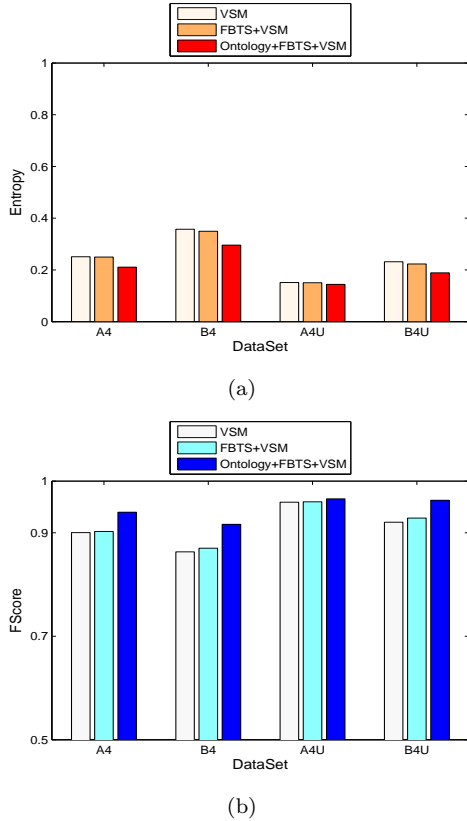 VSM
FBTS+VSM
Ontology+FBTS+VSM
1
0.8
0.6
0.4
0.2
0
Entropy
A4 B4 A4U B4U
DataSet
(a)
VSM
FBTS+VSM
Ontology+FBTS+VSM
1
0.9
0.7
0.5
FScore
A4 B4 A4U B4U
DataSet
(b)